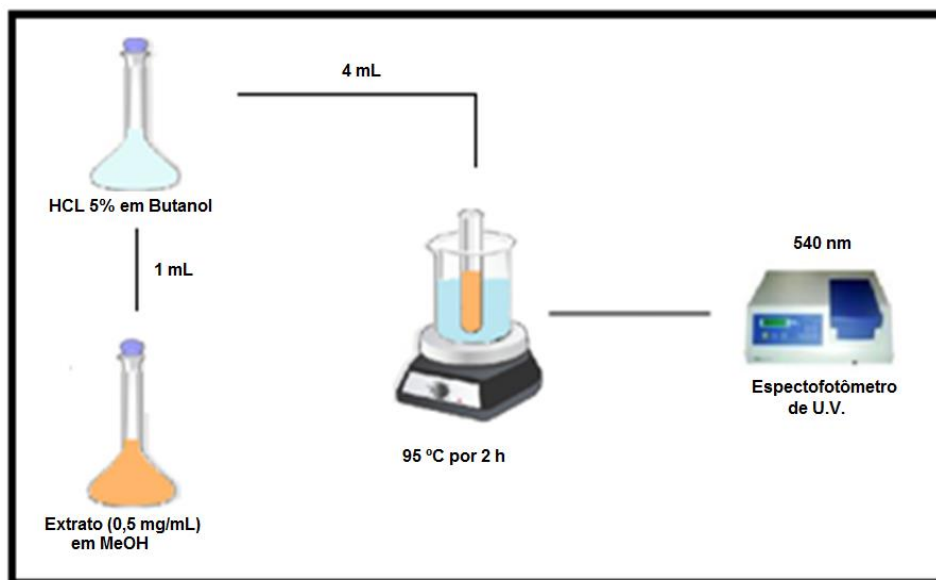 4 mL
HCL 5% em Butanol
1 mL
540 nm
Espectofotômetro
de U.V.
95 ºC por 2 h
Extrato (0,5 mg/mL)
em MeOH